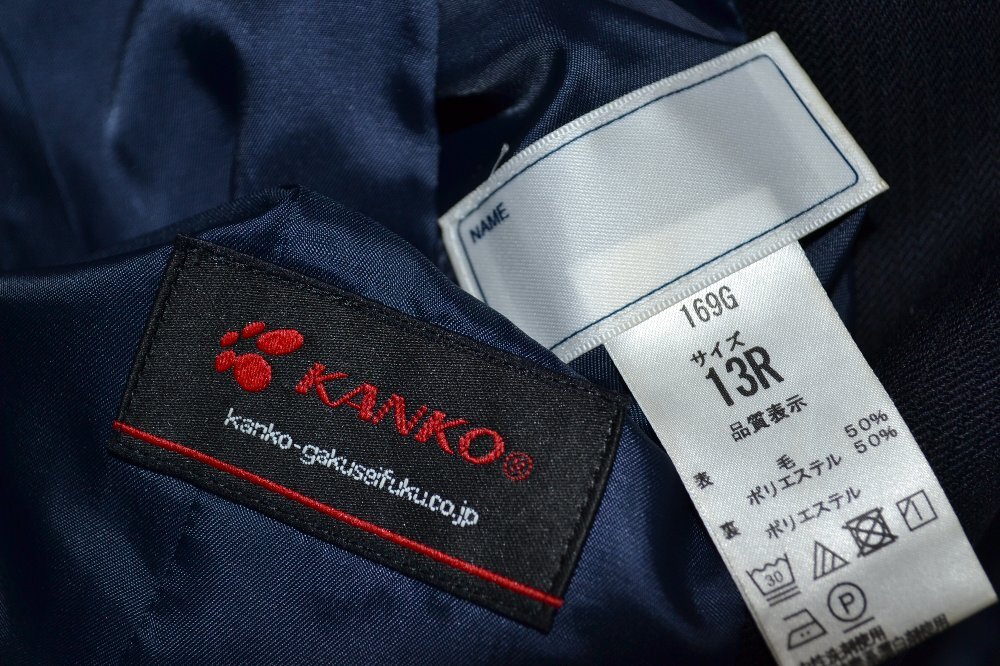 KANKO®
kanko-gakuseifuku.co.jp
NAME
169G
サイズ
13R
品質表示
表 毛 50%
ポリエステル 50%
裏 ポリエステル
30
P